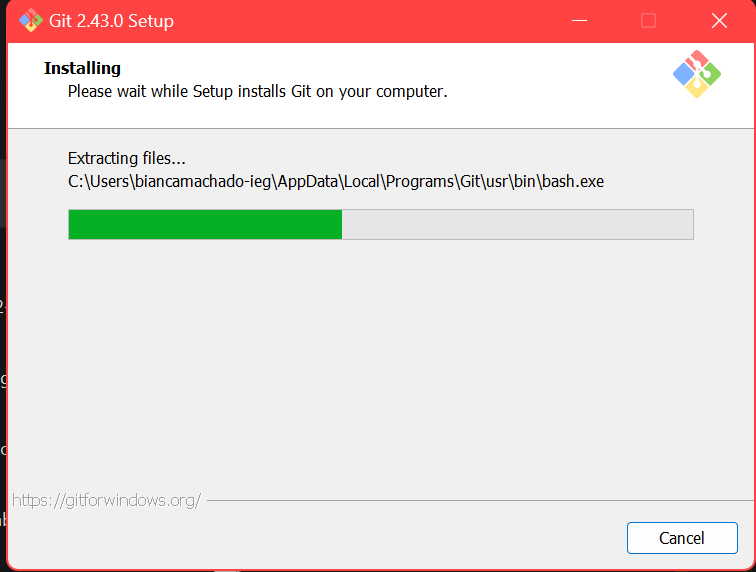 Git 2.43.0 Setup
Installing
Please wait while Setup installs Git on your computer.
Extracting files...
C:\Users\biancamachado-ieg\AppData\Local\Programs\Git\usr\bin\bash.exe
https://gitforwindows.org/
Cancel